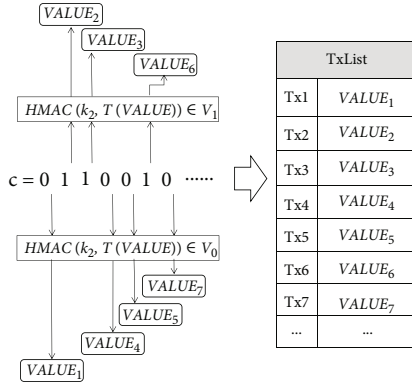 VALUE₂
VALUE₃
VALUE₆
HMAC (k₂, T (VALUE)) ∈ V₁
c = 0 1 1 0 0 1 0 ······
HMAC (k₂, T (VALUE)) ∈ V₀
VALUE₇
VALUE₅
VALUE₄
VALUE₁
TxList
Tx1 VALUE₁
Tx2 VALUE₂
Tx3 VALUE₃
Tx4 VALUE₄
Tx5 VALUE₅
Tx6 VALUE₆
Tx7 VALUE₇
... ...